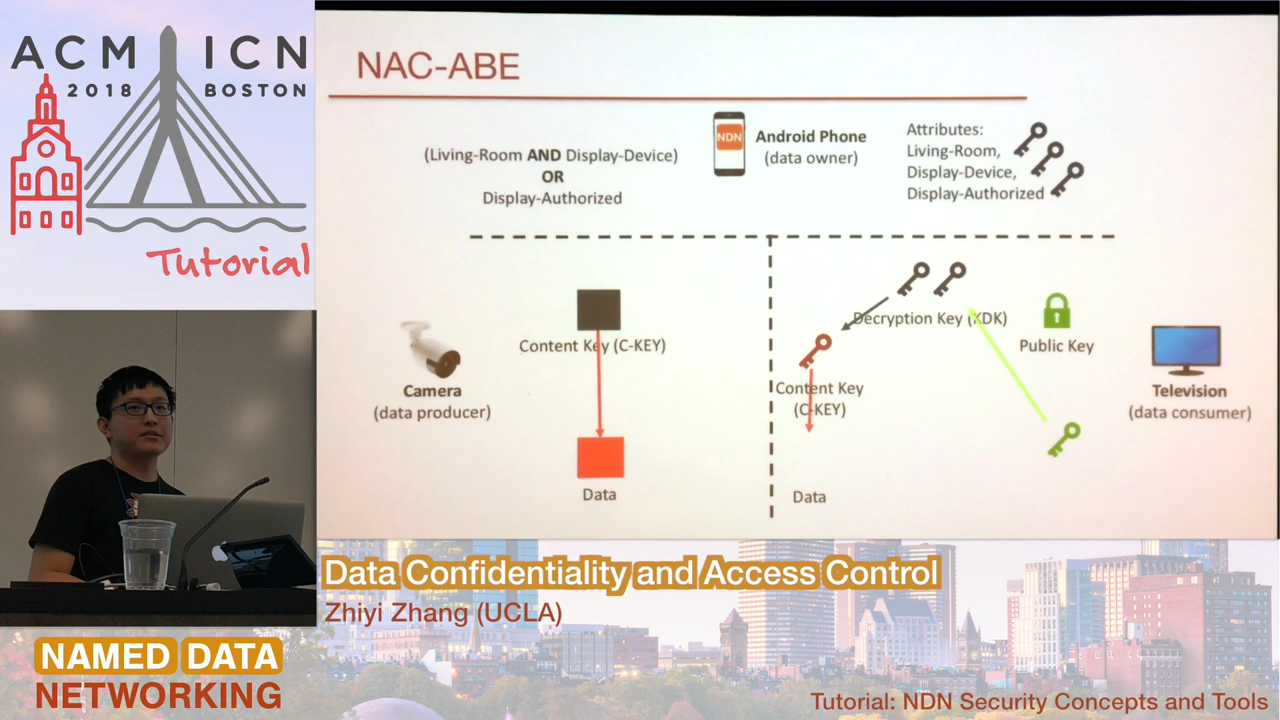 ACM ICN
2018 BOSTON
Tutorial
NAC-ABE
(Living-Room AND Display-Device)
OR
Display-Authorized
NDN
Android Phone
(data owner)
Attributes:
Living-Room,
Display-Device,
Display-Authorized
Camera
(data producer)
Content Key (C-KEY)
Data
Decryption Key (KDK)
Content Key
(C-KEY)
Data
Public Key
Television
(data consumer)
Data Confidentiality and Access Control
Zhiyi Zhang (UCLA)
NAMED DATA
NETWORKING
Tutorial: NDN Security Concepts and Tools